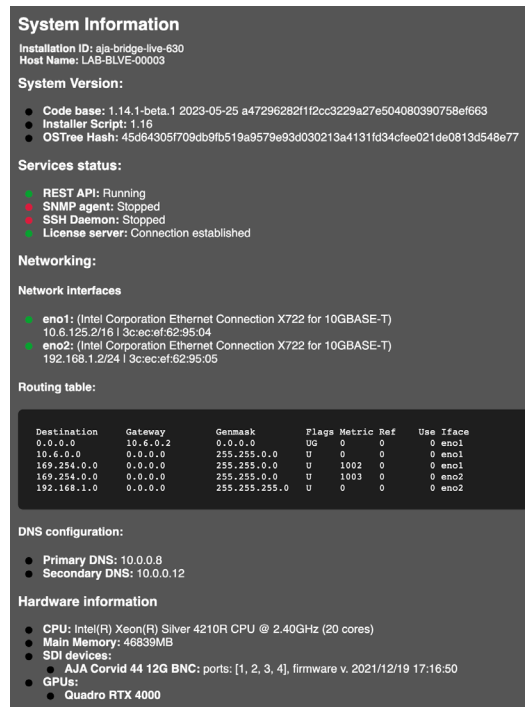 System Information
Installation ID: aja-bridge-live-630
Host Name: LAB-BLVE-00003
System Version:
Code base: 1.14.1-beta.1 2023-05-25 a47296282f1f2cc3229a27e504080390758ef663
Installer Script: 1.16
OSTree Hash: 45d64305f709db9fb519a9579e93d030213a4131fd34cfee021de0813d548e77
Services status:
REST API: Running
SNMP agent: Stopped
SSH Daemon: Stopped
License server: Connection established
Networking:
Network interfaces
eno1: (Intel Corporation Ethernet Connection X722 for 10GBASE-T)
10.6.125.2/16 | 3c:ec:ef:62:95:04
eno2: (Intel Corporation Ethernet Connection X722 for 10GBASE-T)
192.168.1.2/24 | 3c:ec:ef:62:95:05
Routing table:
Destination Gateway Genmask Flags Metric Ref Use Iface
0.0.0.0 10.6.0.2 0.0.0.0 UG 0 0 0 eno1
10.6.0.0 0.0.0.0 255.255.0.0 U 0 0 0 eno1
169.254.0.0 0.0.0.0 255.255.0.0 U 1002 0 0 eno1
169.254.0.0 0.0.0.0 255.255.0.0 U 1003 0 0 eno2
192.168.1.0 0.0.0.0 255.255.255.0 U 0 0 0 eno2
DNS configuration:
Primary DNS: 10.0.0.8
Secondary DNS: 10.0.0.12
Hardware information
CPU: Intel(R) Xeon(R) Silver 4210R CPU @ 2.40GHz (20 cores)
Main Memory: 46839MB
SDI devices:
AJA Corvid 44 12G BNC: ports: [1, 2, 3, 4], firmware v. 2021/12/19 17:16:50
GPUs:
Quadro RTX 4000